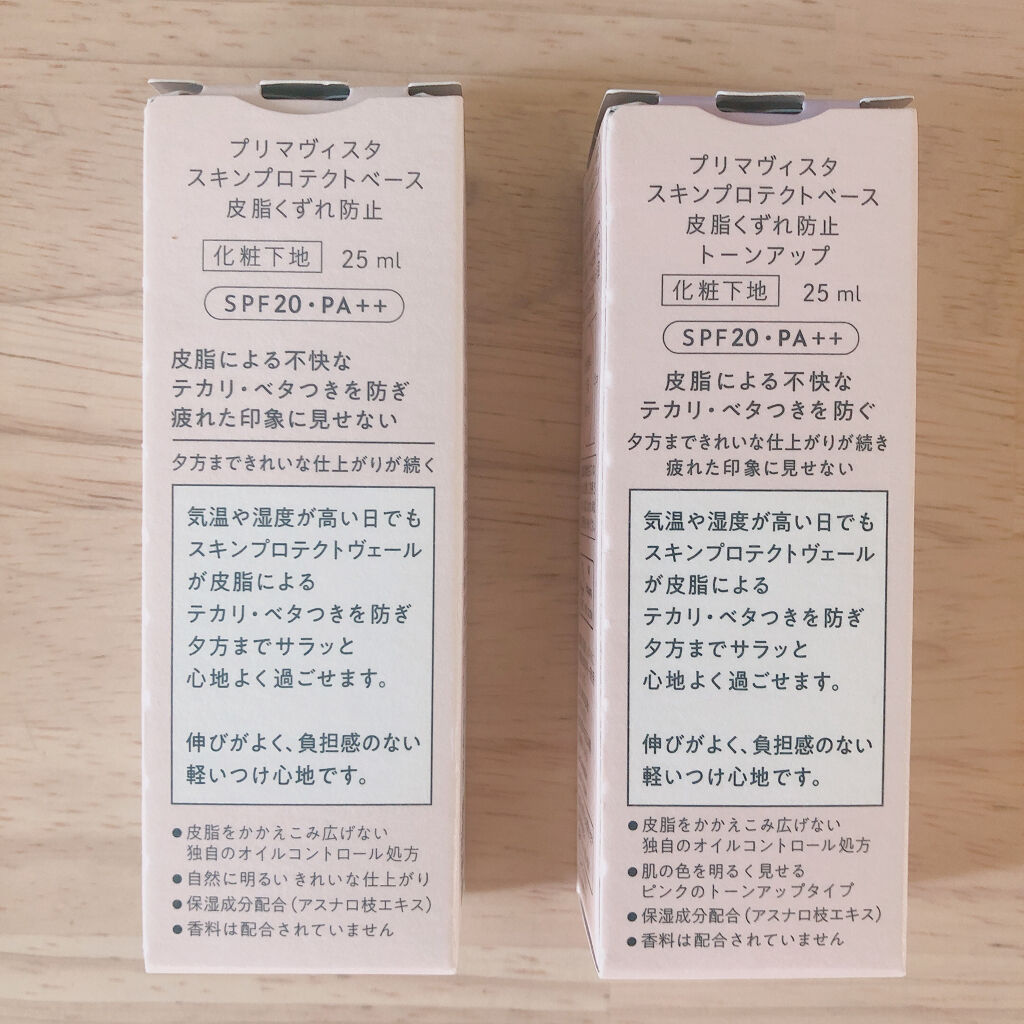 プリマヴィスタ
スキンプロテクトベース
皮脂くずれ防止
化粧下地 25 ml
SPF20・PA++
皮脂による不快な
テカリ・ベタつきを防ぎ
疲れた印象に見せない
夕方まできれいな仕上がりが続く
気温や湿度が高い日でも
スキンプロテクトヴェール
が皮脂による
テカリ・ベタつきを防ぎ
夕方までサラッと
心地よく過ごせます。
伸びがよく、負担感のない
軽いつけ心地です。
●皮脂をかかえこみ広げない
独自のオイルコントロール処方
●自然に明るい きれいな仕上がり
●保湿成分配合(アスナロ枝エキス)
●香料は配合されていません
プリマヴィスタ
スキンプロテクトベース
皮脂くずれ防止
トーンアップ
化粧下地 25 ml
SPF20・PA++
皮脂による不快な
テカリ・ベタつきを防ぐ
夕方まできれいな仕上がりが続き
疲れた印象に見せない
気温や湿度が高い日でも
スキンプロテクトヴェール
が皮脂による
テカリ・ベタつきを防ぎ
夕方までサラッと
心地よく過ごせます。
伸びがよく、負担感のない
軽いつけ心地です。
●皮脂をかかえこみ広げない
独自のオイルコントロール処方
●肌の色を明るく見せる
ピンクのトーンアップタイプ
●保湿成分配合(アスナロ枝エキス)
●香料は配合されていません